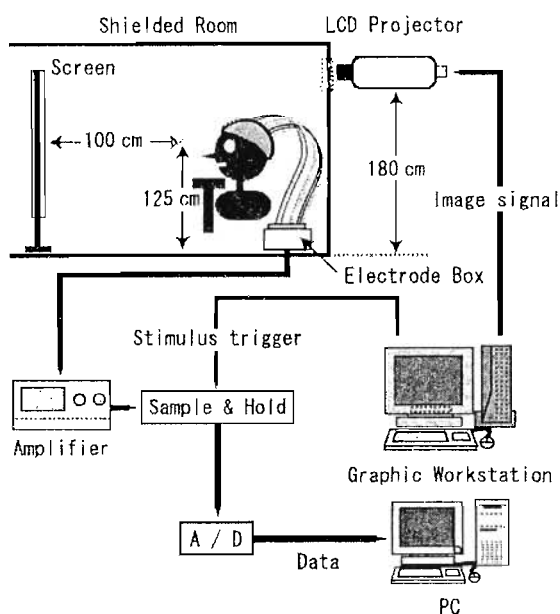 Shielded Room
LCD Projector
Screen
100 cm
125 cm
180 cm
Image signal
Electrode Box
Stimulus trigger
Sample & Hold
Amplifier
Graphic Workstation
A / D
Data
PC